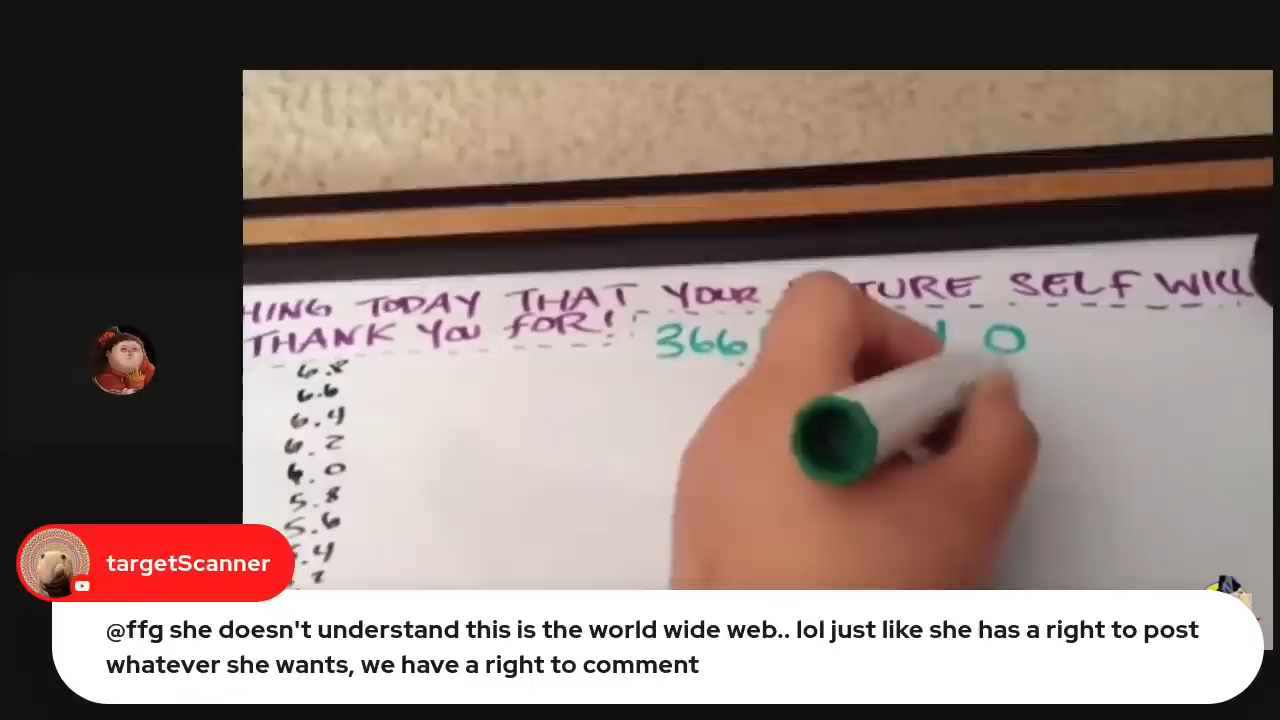 HING TODAY THAT YOUR TURE SELF WILL
THANK YOU FOR!
366 0
6.8
6.6
6.4
6.2
6.0
5.8
5.6
.4
targetScanner
@ffg she doesn't understand this is the world wide web.. lol just like she has a right to post
whatever she wants, we have a right to comment